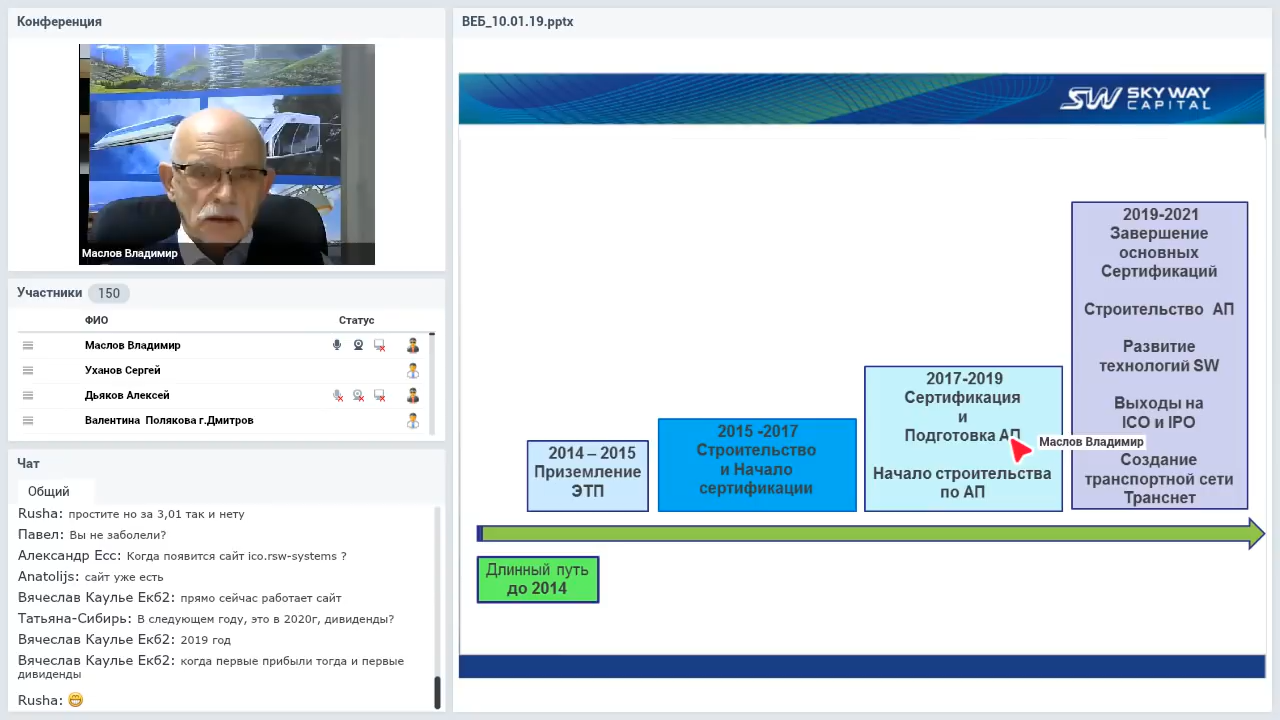 Конференция
Маслов Владимир
Участники 150
ФИО Статус
Маслов Владимир
Уханов Сергей
Дьяков Алексей
Валентина Полякова г.Дмитров
Чат
Общий
Rusha: простите но за 3,01 так и нету
Павел: Вы не заболели?
Александр Есс: Когда появится сайт ico.rsw-systems ?
Anatolijs: сайт уже есть
Вячеслав Каулье Екб2: прямо сейчас работает сайт
Татьяна-Сибирь: В следующем году, это в 2020г, дивиденды?
Вячеслав Каулье Екб2: 2019 год
Вячеслав Каулье Екб2: когда первые прибыли тогда и первые
дивиденды
Rusha:
ВЕБ_10.01.19.pptx
SW SKY WAY
CAPITAL
2014 – 2015
Приземление
ЭТП
2015 -2017
Строительство
и Начало
сертификации
2017-2019
Сертификация
и
Подготовка АП
Начало строительства
по АП
Маслов Владимир
2019-2021
Завершение
основных
Сертификаций
Строительство АП
Развитие
технологий SW
Выходы на
ICO и IPO
Создание
транспортной сети
Транснет
Длинный путь
до 2014